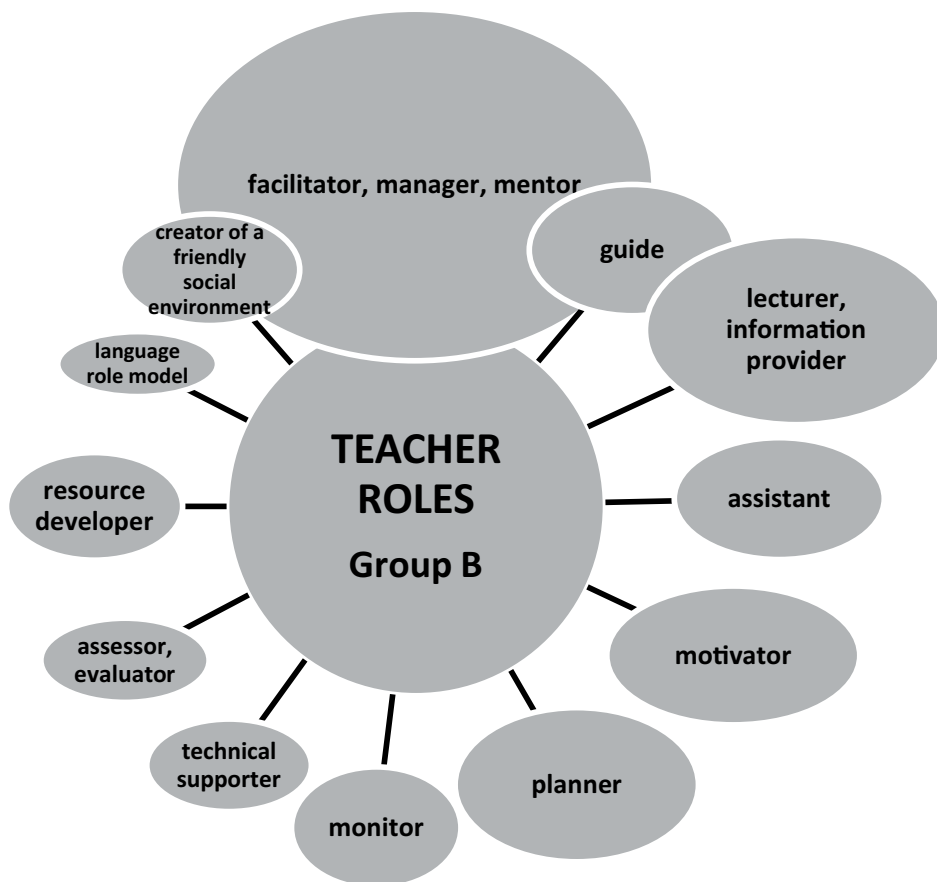 facilitator, manager, mentor
creator of a
friendly
social
environment
guide
lecturer,
information
provider
language
role model
TEACHER
ROLES
Group B
resource
developer
assistant
assessor,
evaluator
motivator
technical
supporter
planner
monitor